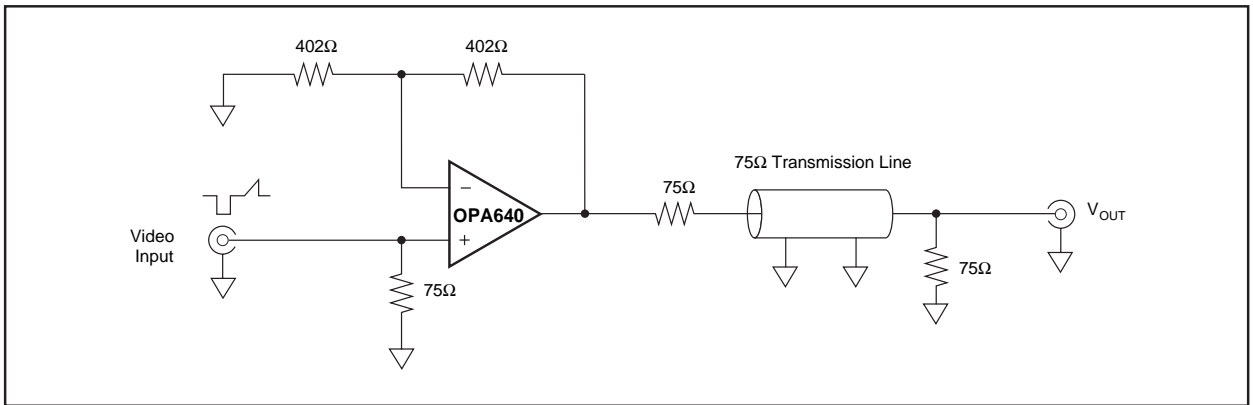 402Ω
402Ω
75Ω Transmission Line
75Ω
−
OPA640
+
VOUT
Video
Input
75Ω
75Ω